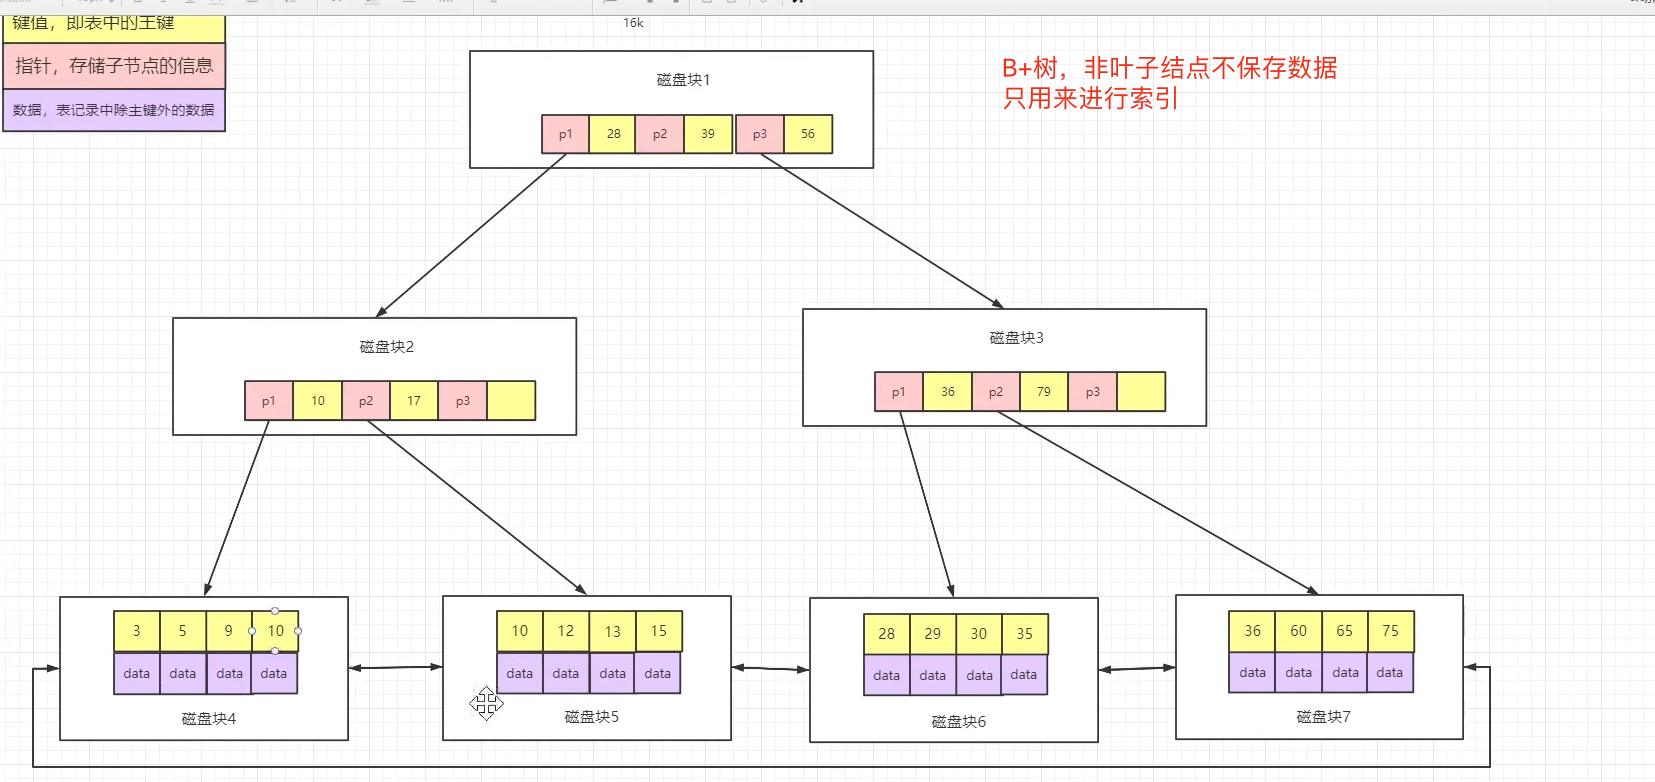 16k
键值，即表中的主键
指针，存储子节点的信息
数据，表记录中除主键外的数据
B+树，非叶子结点不保存数据
只用来进行索引
磁盘块1
p1 28 p2 39 p3 56
磁盘块2
p1 10 p2 17 p3
磁盘块3
p1 36 p2 79 p3
3 5 9 10
data data data data
磁盘块4
10 12 13 15
data data data data
磁盘块5
28 29 30 35
data data data data
磁盘块6
36 60 65 75
data data data data
磁盘块7